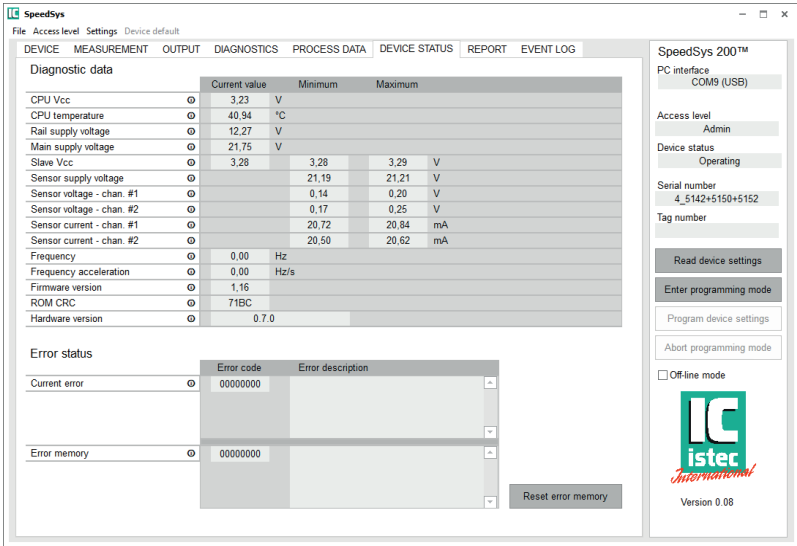 SpeedSys
File Access level Settings Device default
DEVICE MEASUREMENT OUTPUT DIAGNOSTICS PROCESS DATA DEVICE STATUS REPORT EVENT LOG
Diagnostic data
Current value Minimum Maximum
CPU Vcc 3,23 V
CPU temperature 40,94 °C
Rail supply voltage 12,27 V
Main supply voltage 21,75 V
Slave Vcc 3,28 3,28 3,29 V
Sensor supply voltage 21,19 21,21 V
Sensor voltage - chan. #1 0,14 0,20 V
Sensor voltage - chan. #2 0,17 0,25 V
Sensor current - chan. #1 20,72 20,84 mA
Sensor current - chan. #2 20,50 20,62 mA
Frequency 0,00 Hz
Frequency acceleration 0,00 Hz/s
Firmware version 1,16
ROM CRC 71BC
Hardware version 0.7.0
Error status
Error code Error description
Current error 00000000
Error memory 00000000
Reset error memory
SpeedSys 200™
PC interface
COM9 (USB)
Access level
Admin
Device status
Operating
Serial number
4_5142+5150+5152
Tag number
Read device settings
Enter programming mode
Program device settings
Abort programming mode
Off-line mode
IC
istec
International
Version 0.08